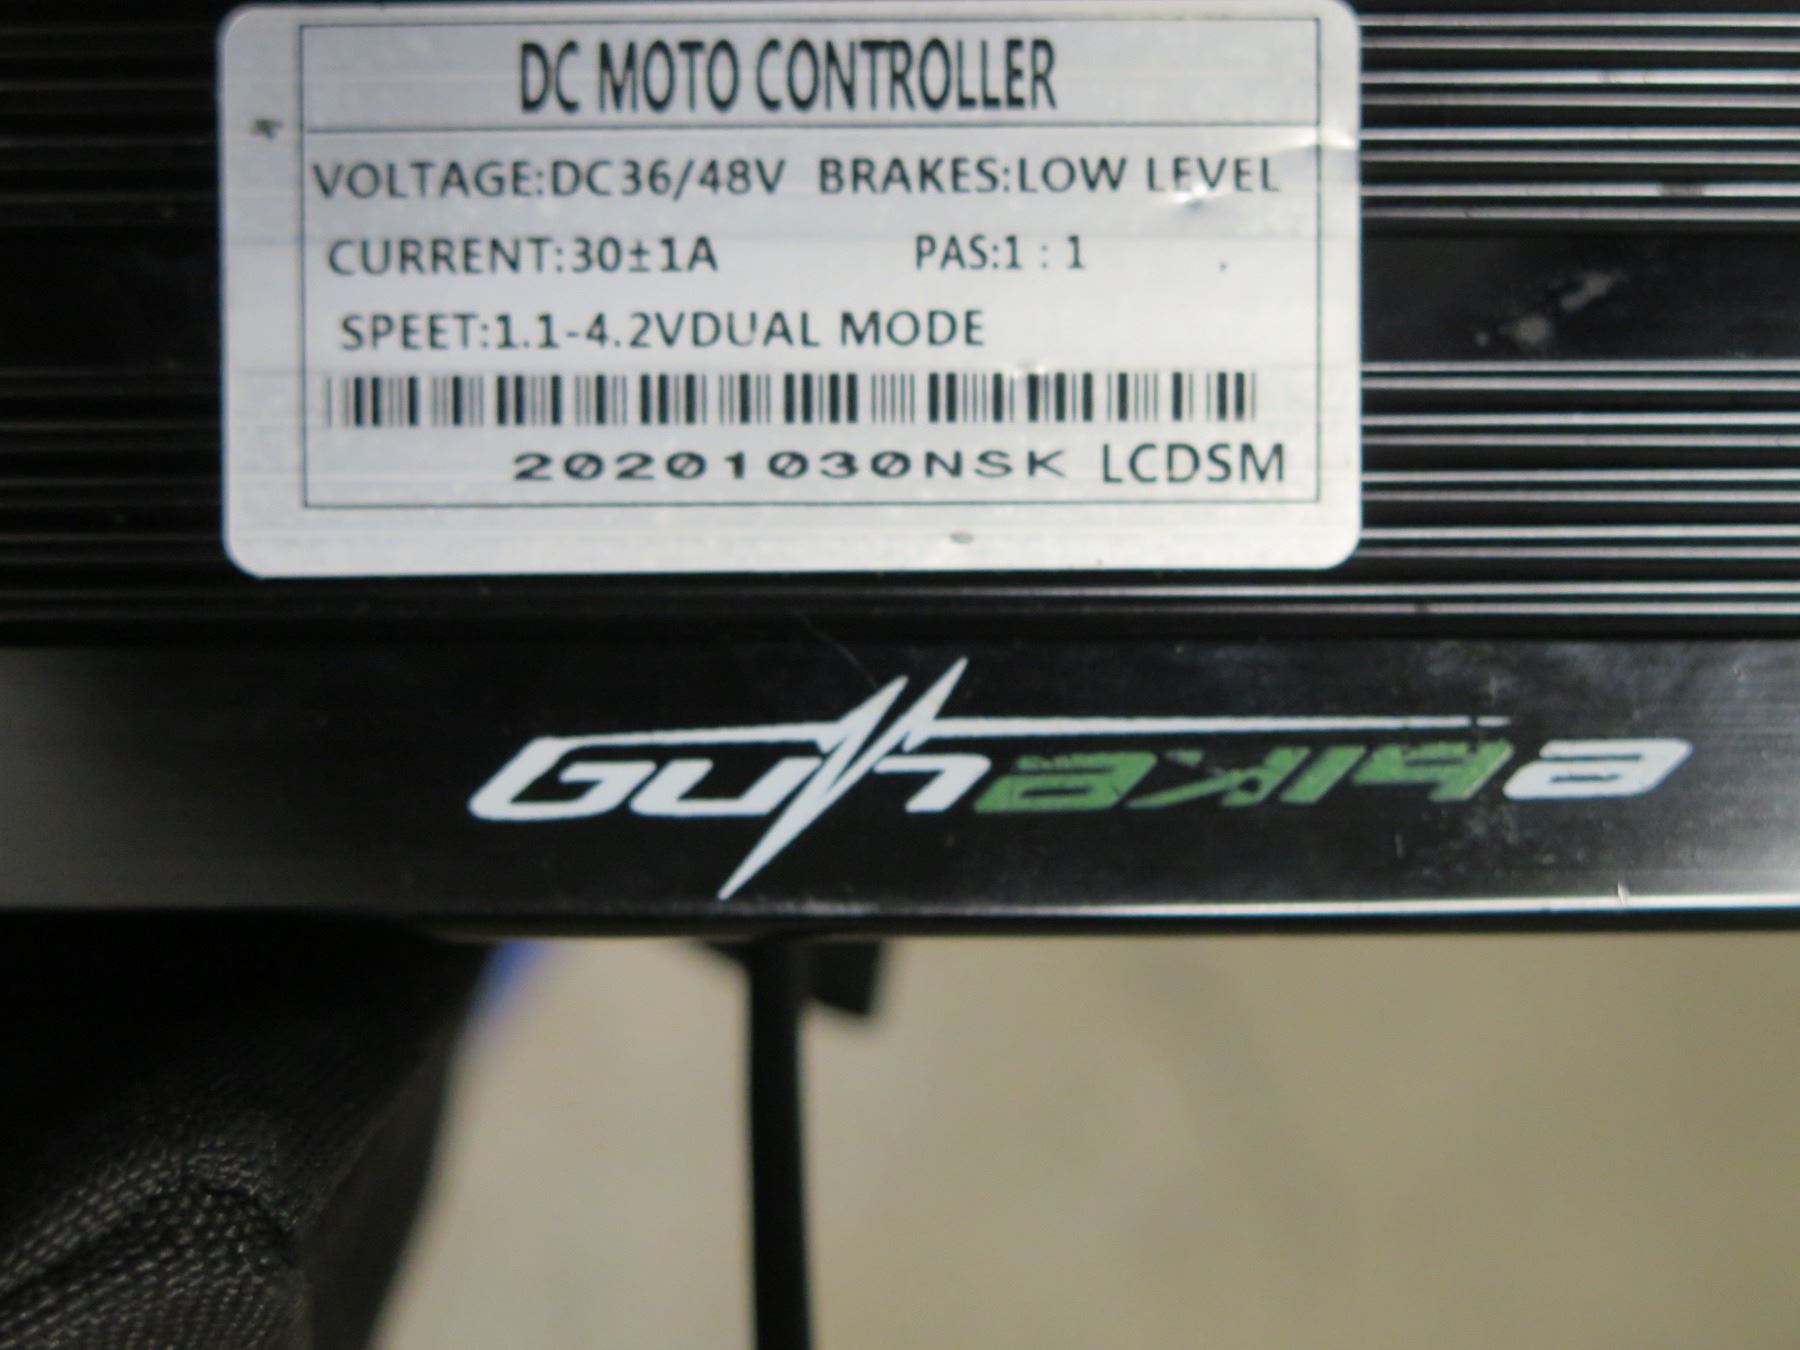 DC MOTO CONTROLLER
VOLTAGE:DC36/48V BRAKES:LOW LEVEL
CURRENT:30±1A PAS:1 : 1
SPEET:1.1-4.2VDUAL MODE
20201030NSK LCDSM